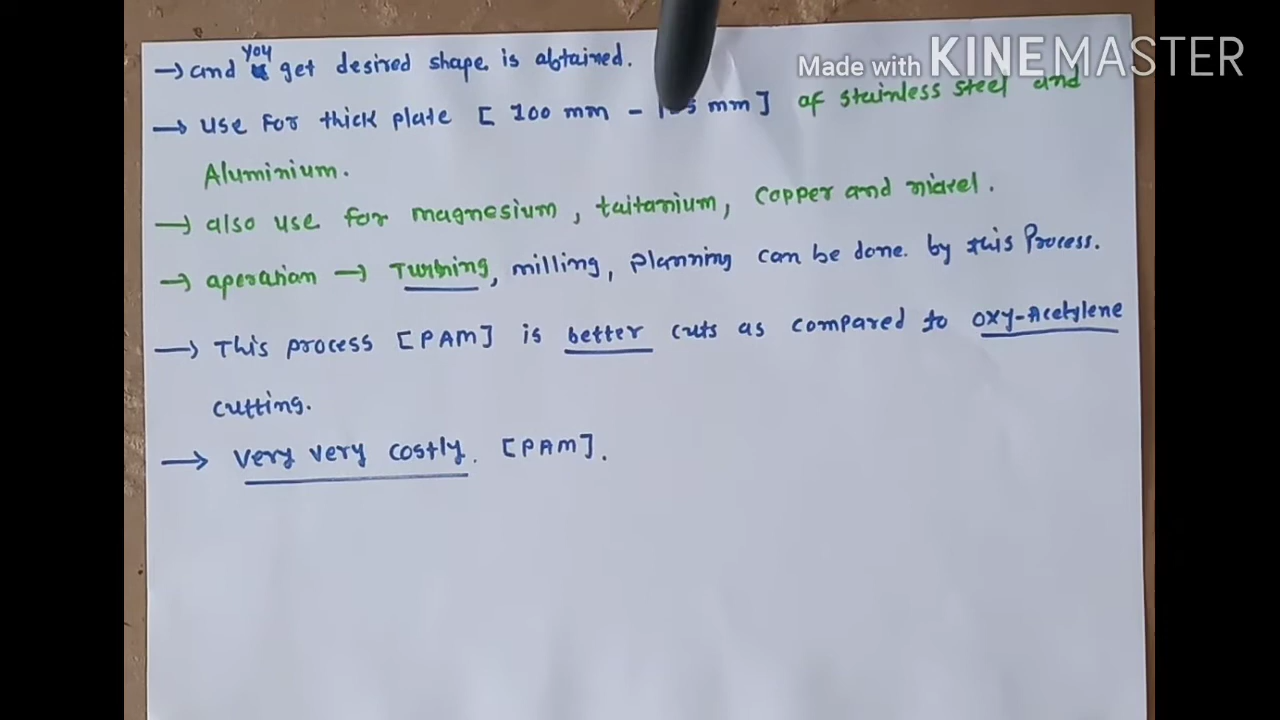 Made with KINEMASTER
→ and you get desired shape is obtained.
→ use for thick plate [ 100 mm - mm ] of stainless steel and
Aluminium.
→ also use for magnesium, taitanium, copper and nickel.
→ operation → Turning, milling, planning can be done. by this Process.
→ This process [PAM] is better cuts as compared to oxy-Acetylene
cutting.
→ very very costly. [PAM].